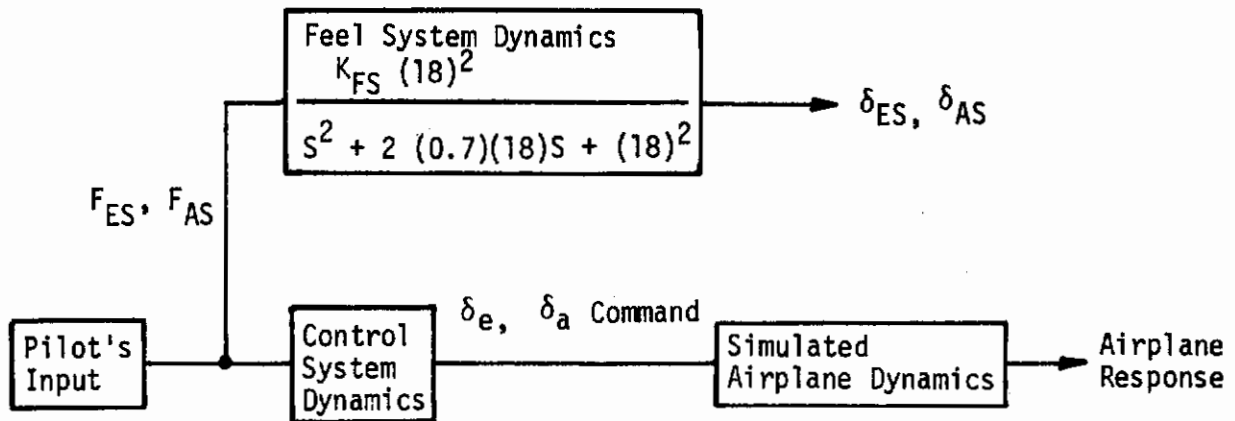 Feel System Dynamics
K_FS (18)^2
S^2 + 2 (0.7)(18)S + (18)^2
δ_ES, δ_AS
F_ES, F_AS
Pilot's
Input
Control
System
Dynamics
δ_e, δ_a Command
Simulated
Airplane Dynamics
Airplane
Response